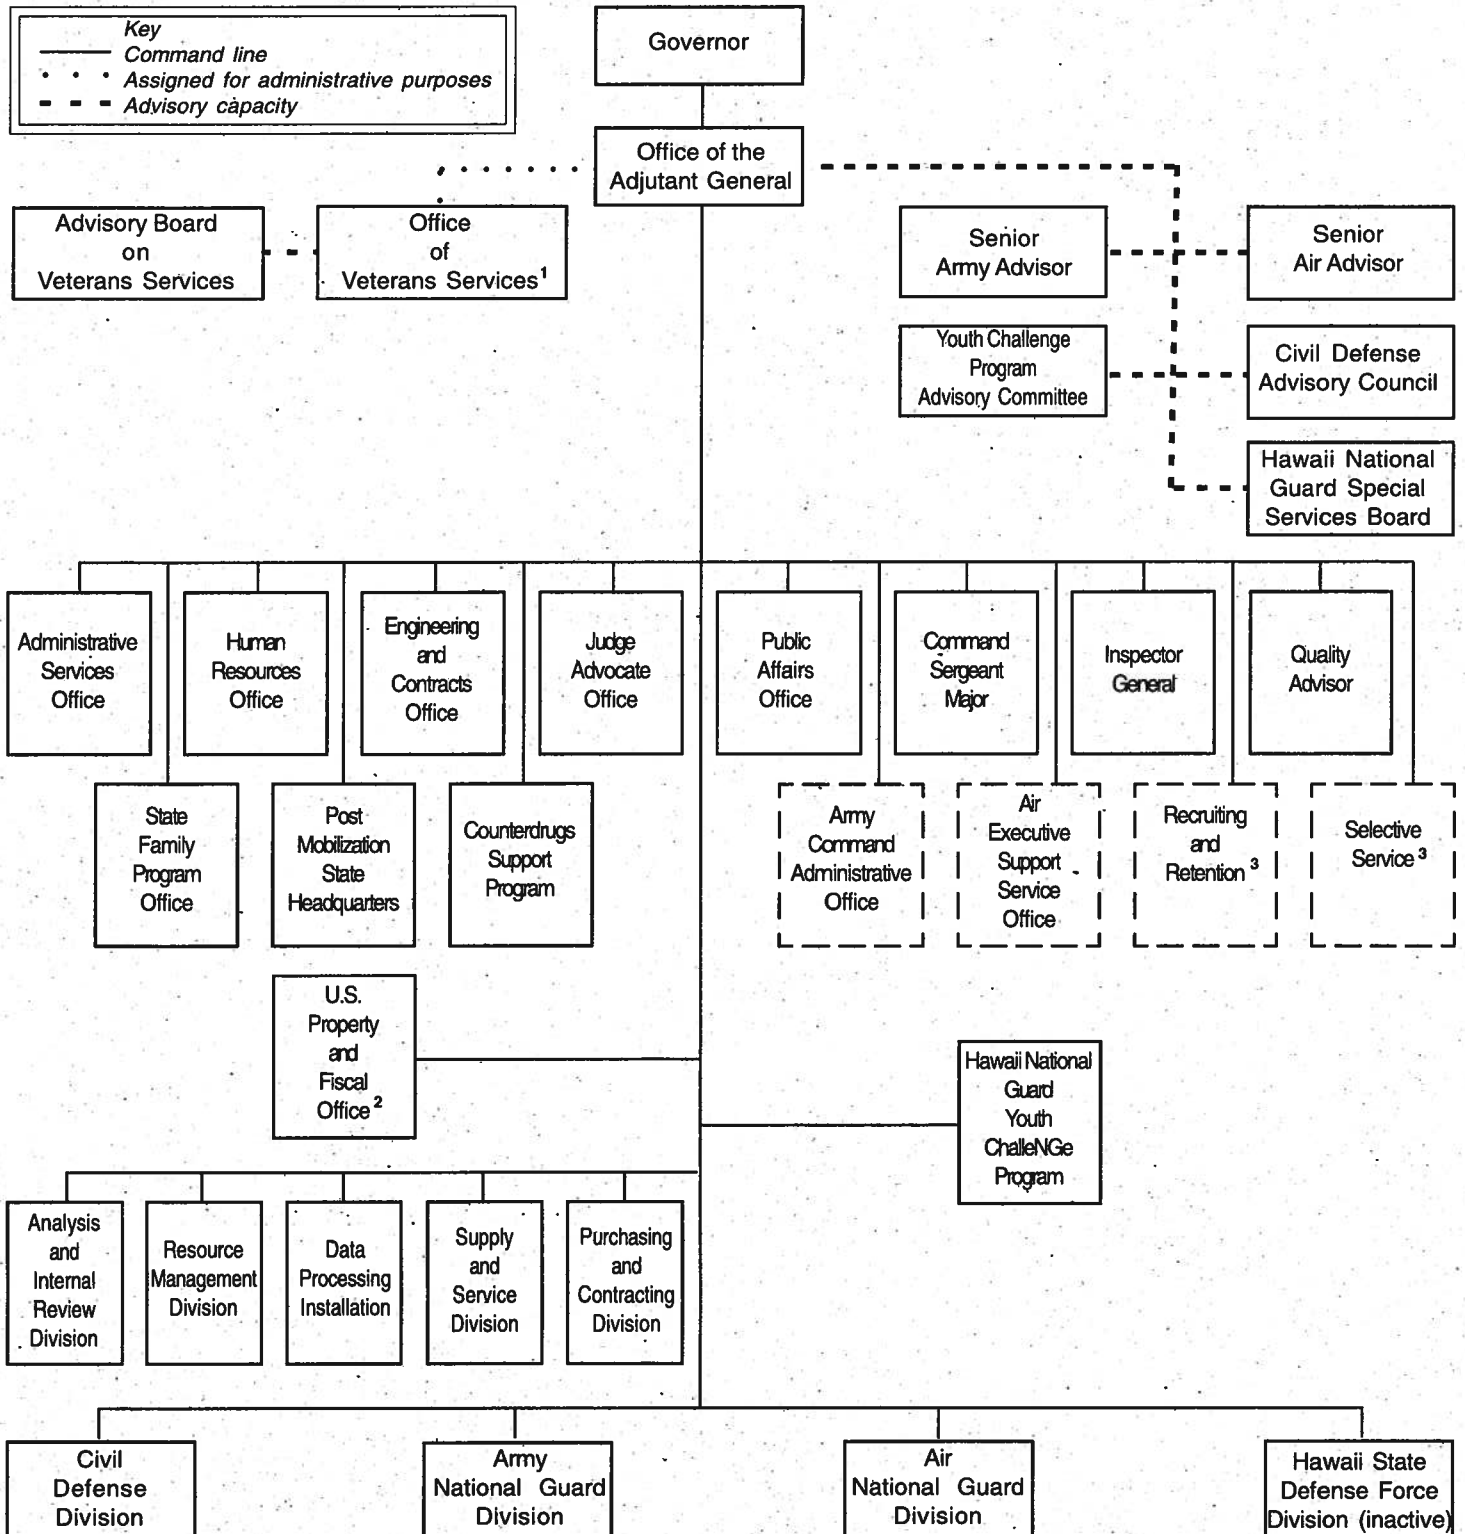 Key
Command line
Assigned for administrative purposes
Advisory capacity
Governor
Office of the
Adjutant General
Advisory Board
on
Veterans Services
Office
of
Veterans Services¹
Senior
Army Advisor
Senior
Air Advisor
Youth Challenge
Program
Advisory Committee
Civil Defense
Advisory Council
Hawaii National
Guard Special
Services Board
Administrative
Services
Office
Human
Resources
Office
Engineering
and
Contracts
Office
Judge
Advocate
Office
Public
Affairs
Office
Command
Sergeant
Major
Inspector
General
Quality
Advisor
State
Family
Program
Office
Post
Mobilization
State
Headquarters
Counterdrugs
Support
Program
Army
Command
Administrative
Office
Air
Executive
Support
Service
Office
Recruiting
and
Retention ³
Selective
Service ³
U.S.
Property
and
Fiscal
Office ²
Hawaii National
Guard
Youth
ChalleNGe
Program
Analysis
and
Internal
Review
Division
Resource
Management
Division
Data
Processing
Installation
Supply
and
Service
Division
Purchasing
and
Contracting
Division
Civil
Defense
Division
Army
National Guard
Division
Air
National Guard
Division
Hawaii State
Defense Force
Division (inactive)